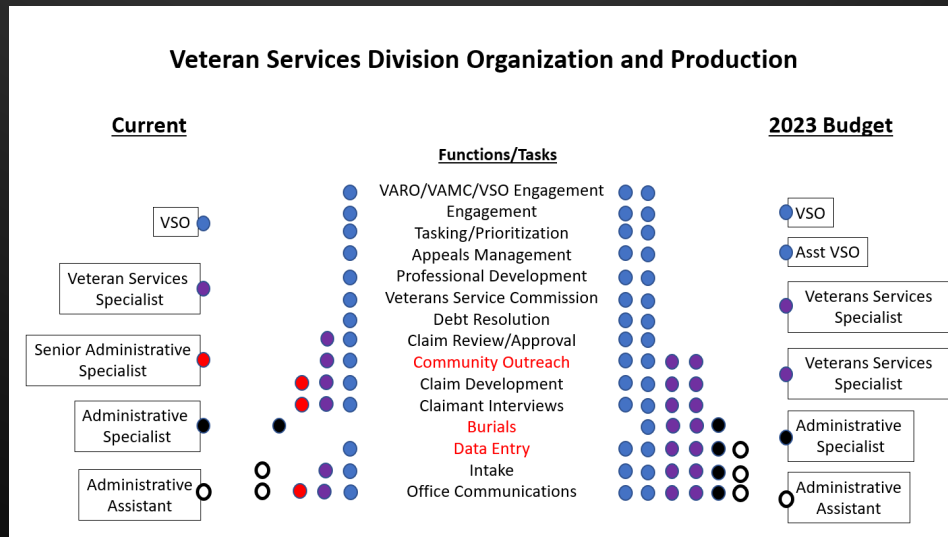 Veteran Services Division Organization and Production
Current
2023 Budget
Functions/Tasks
VARO/VAMC/VSO Engagement
Engagement
Tasking/Prioritization
Appeals Management
Professional Development
Veterans Service Commission
Debt Resolution
Claim Review/Approval
Community Outreach
Claim Development
Claimant Interviews
Burials
Data Entry
Intake
Office Communications
VSO
Veteran Services
Specialist
Senior Administrative
Specialist
Administrative
Specialist
Administrative
Assistant
VSO
Asst VSO
Veterans Services
Specialist
Veterans Services
Specialist
Administrative
Specialist
Administrative
Assistant